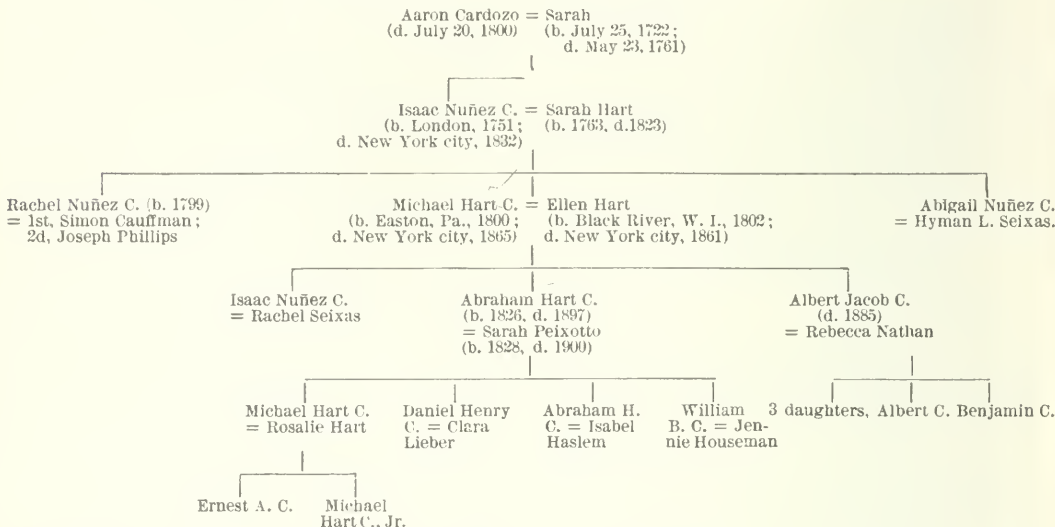 Aaron Cardozo = Sarah
(d. July 20, 1800) (b. July 25, 1722;
d. May 23, 1761)
Isaac Nuñez C. = Sarah Hart
(b. London, 1751; (b. 1763, d.1823)
d. New York city, 1832)
Rachel Nuñez C. (b. 1799)
= 1st, Simon Cauffman;
2d, Joseph Phillips
Michael Hart C. = Ellen Hart
(b. Easton, Pa., 1800; (b. Black River, W. I., 1802;
d. New York city, 1865) d. New York city, 1861)
Abigail Nuñez C.
= Hyman L. Seixas.
Isaac Nuñez C.
= Rachel Seixas
Abraham Hart C.
(b. 1826, d. 1897)
= Sarah Peixotto
(b. 1828, d. 1900)
Albert Jacob C.
(d. 1885)
= Rebecca Nathan
Michael Hart C.
= Rosalie Hart
Daniel Henry
C. = Clara
Lieber
Abraham H.
C. = Isabel
Haslem
William
B. C. = Jen-
nie Houseman
3 daughters, Albert C. Benjamin C.
Ernest A. C.
Michael
Hart C., Jr.